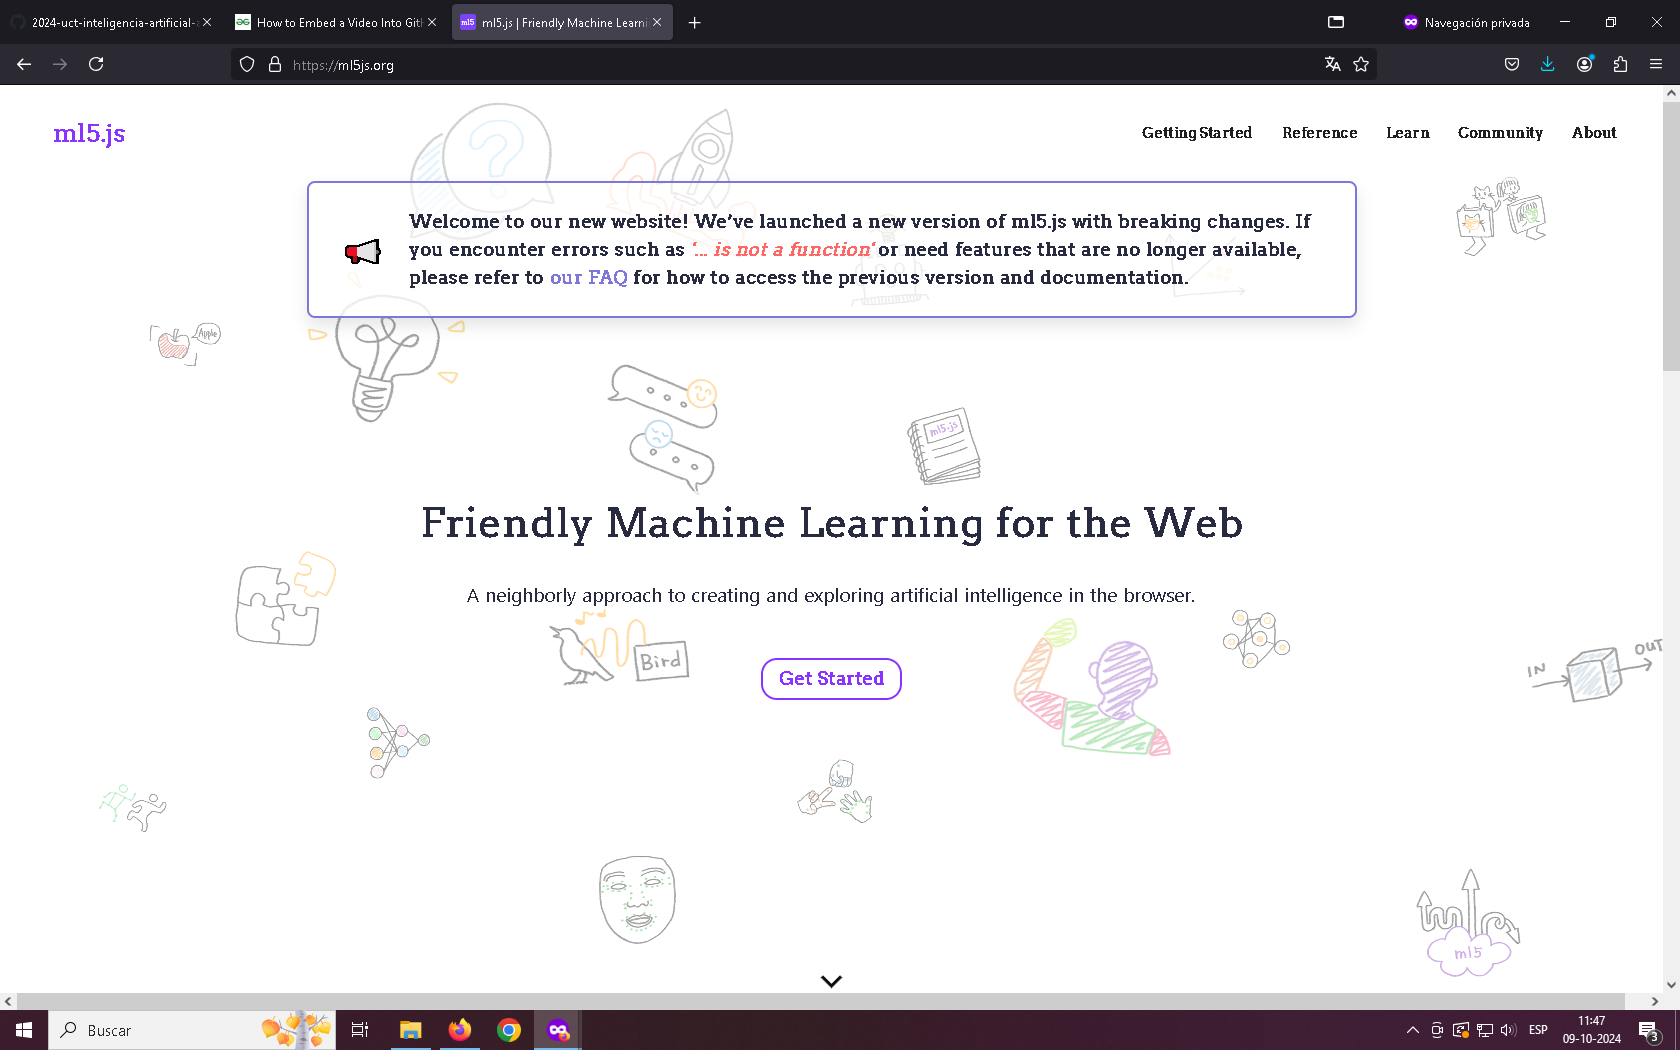 2024-uct-inteligencia-artificial-a
How to Embed a Video Into Git
ml5 ml5.js | Friendly Machine Learni
Navegación privada
https://ml5js.org
ml5.js
Getting Started Reference Learn Community About
Welcome to our new website! We’ve launched a new version of ml5.js with breaking changes. If
you encounter errors such as ‘... is not a function‘ or need features that are no longer available,
please refer to our FAQ for how to access the previous version and documentation.
Apple
ml5.js
Friendly Machine Learning for the Web
A neighborly approach to creating and exploring artificial intelligence in the browser.
Bird
IN
OUT
Get Started
ml5
Buscar
ESP
11:47
09-10-2024
3